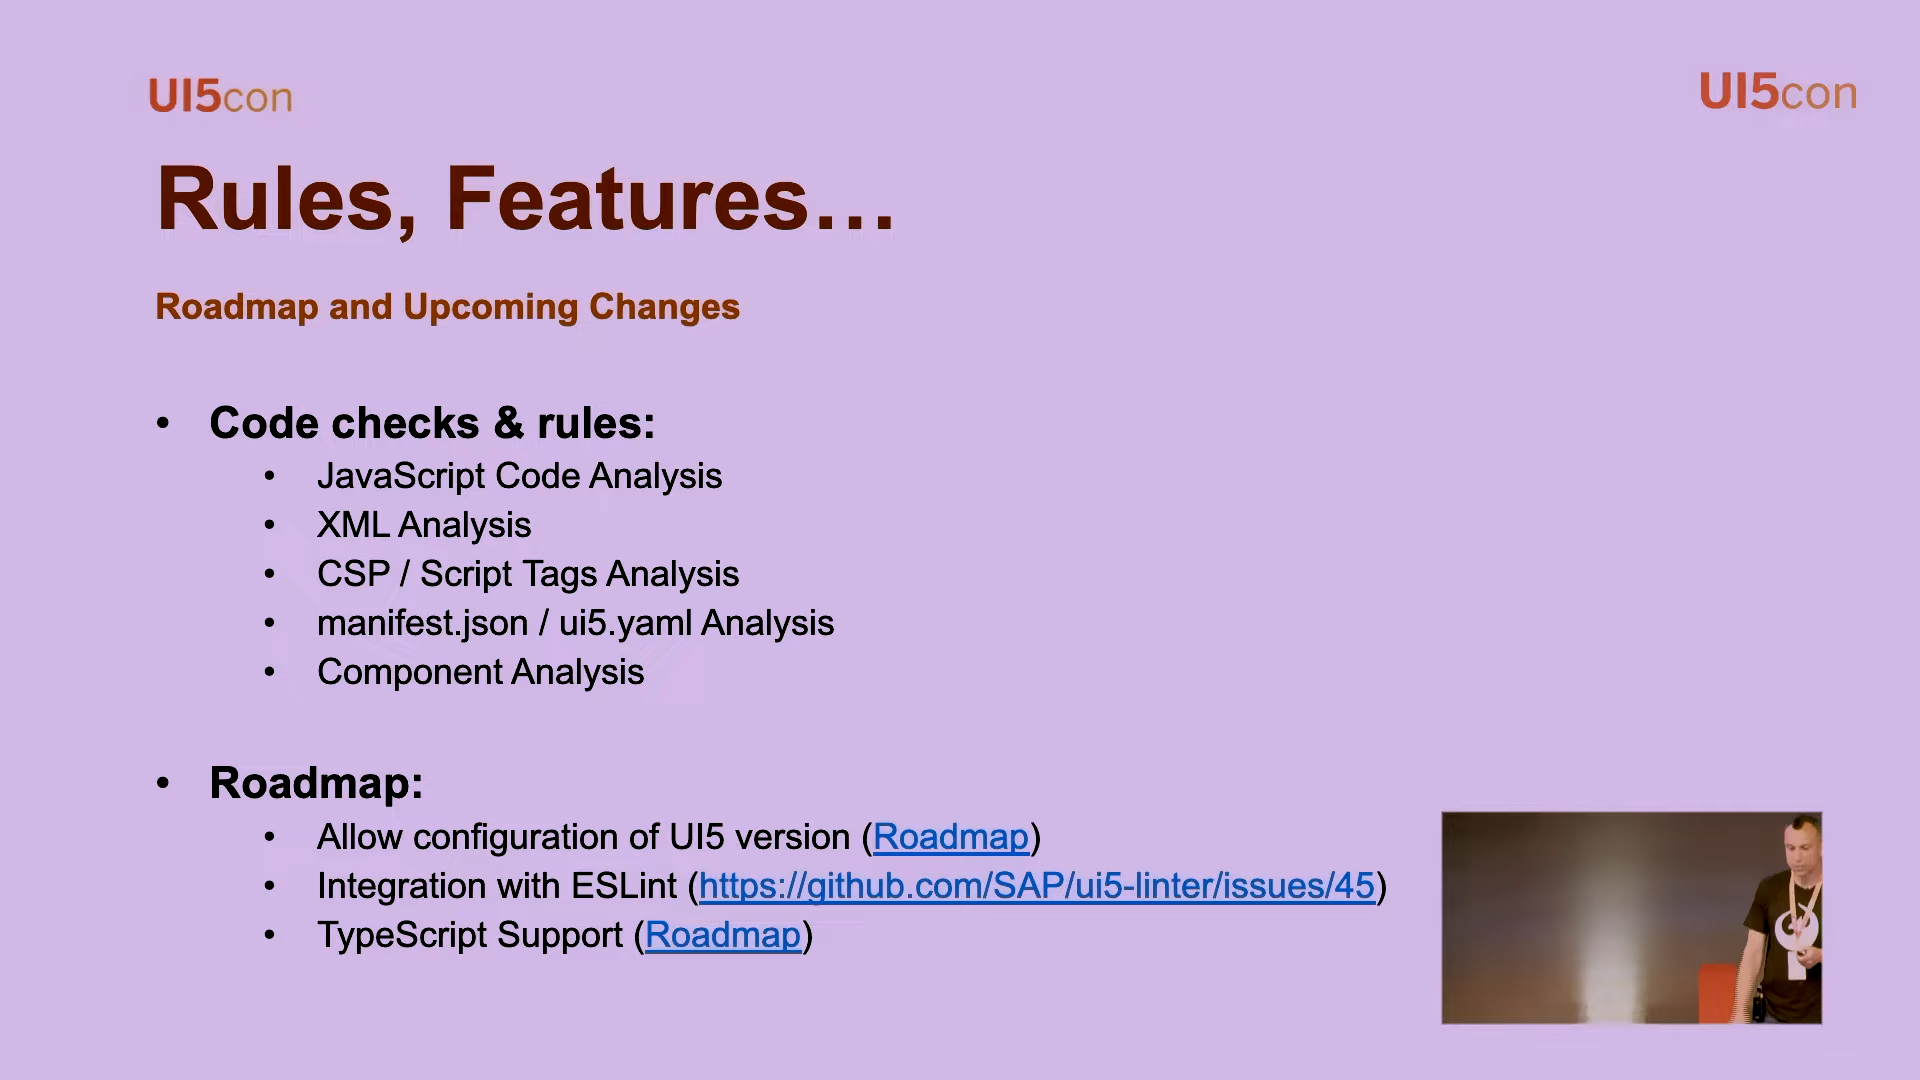 UI5con
UI5con
Rules, Features…
Roadmap and Upcoming Changes
• Code checks & rules:
• JavaScript Code Analysis
• XML Analysis
• CSP / Script Tags Analysis
• manifest.json / ui5.yaml Analysis
• Component Analysis
• Roadmap:
• Allow configuration of UI5 version (Roadmap)
• Integration with ESLint (https://github.com/SAP/ui5-linter/issues/45)
• TypeScript Support (Roadmap)